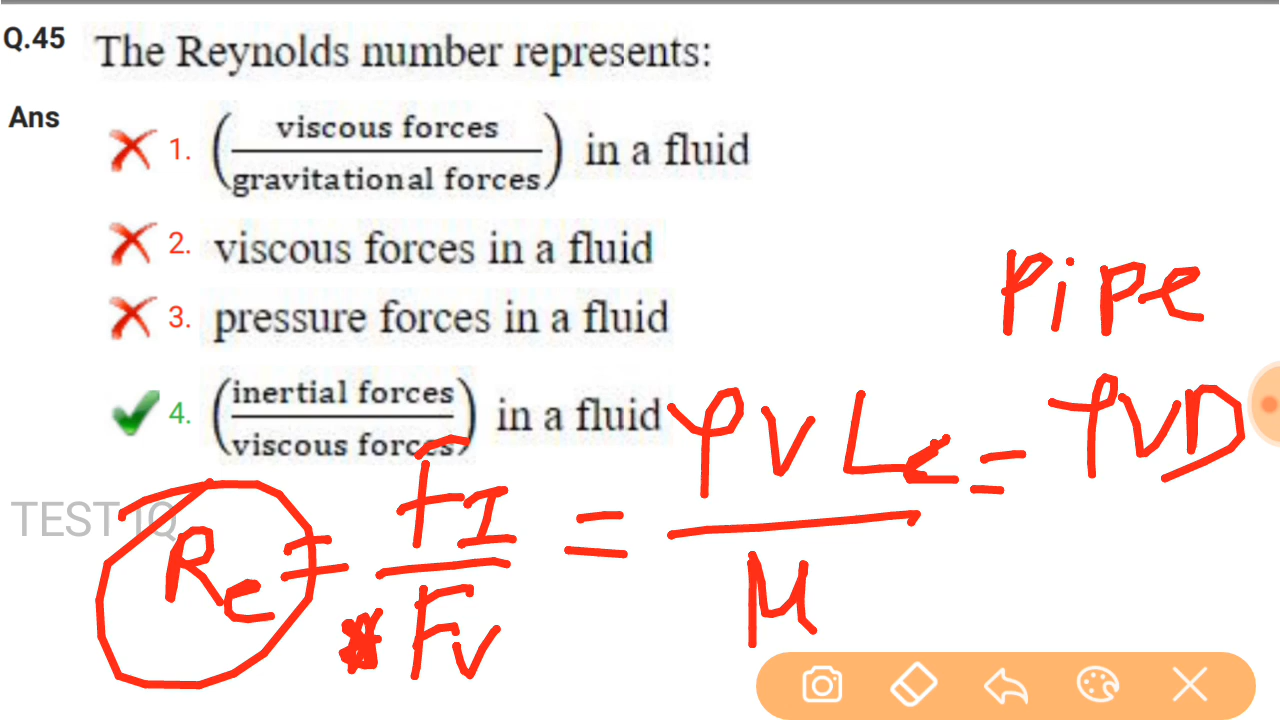 Q.45 The Reynolds number represents:
Ans
1. (viscous forces / gravitational forces) in a fluid
2. viscous forces in a fluid
3. pressure forces in a fluid
4. (inertial forces / viscous forces) in a fluid
Pipe
Re = FI / FV = ρVLc / μ = ρVD
TEST IQ